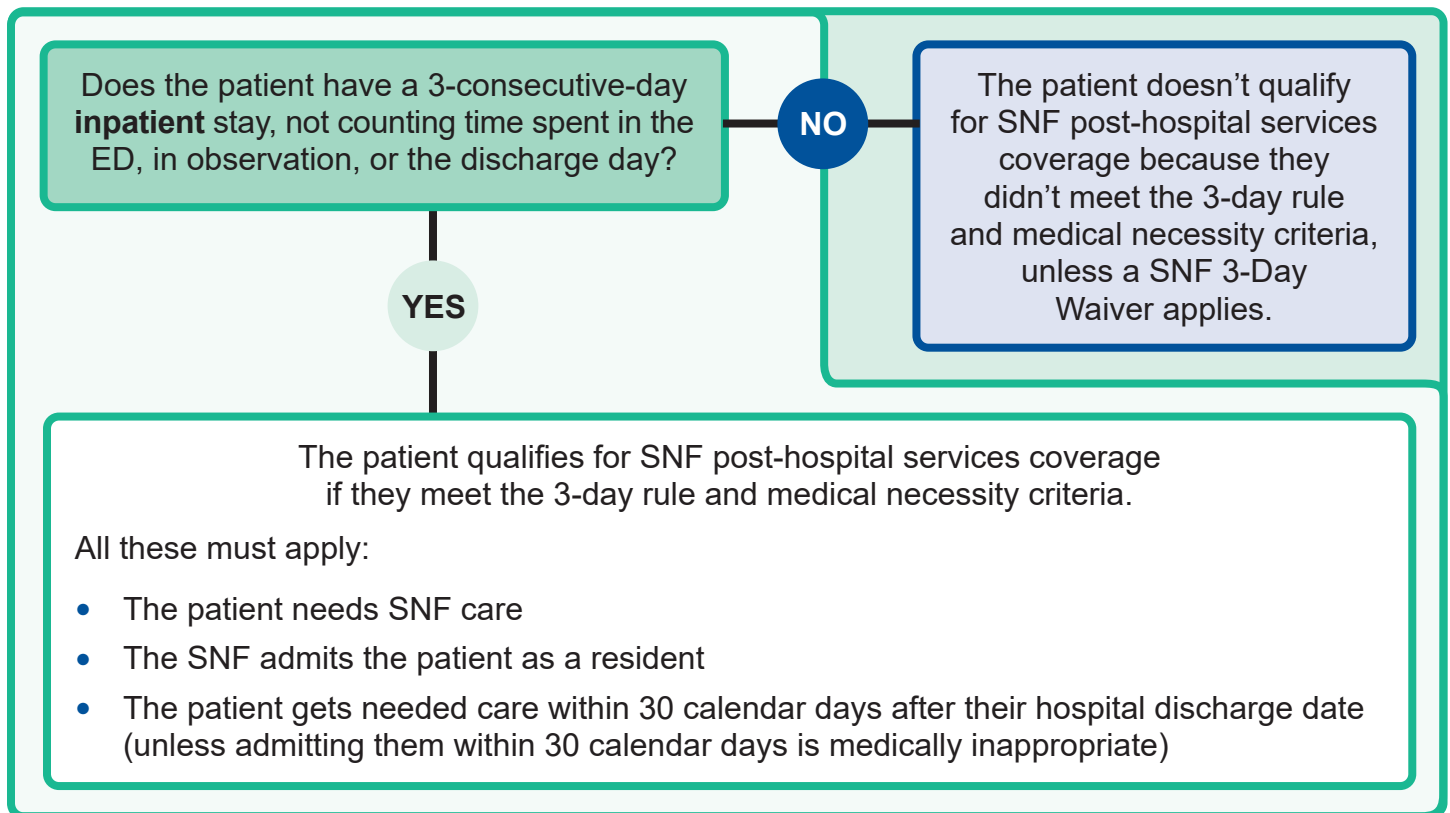 Does the patient have a 3-consecutive-day
inpatient stay, not counting time spent in the
ED, in observation, or the discharge day?
NO
The patient doesn’t qualify
for SNF post-hospital services
coverage because they
didn’t meet the 3-day rule
and medical necessity criteria,
unless a SNF 3-Day
Waiver applies.
YES
The patient qualifies for SNF post-hospital services coverage
if they meet the 3-day rule and medical necessity criteria.
All these must apply:
• The patient needs SNF care
• The SNF admits the patient as a resident
• The patient gets needed care within 30 calendar days after their hospital discharge date
(unless admitting them within 30 calendar days is medically inappropriate)